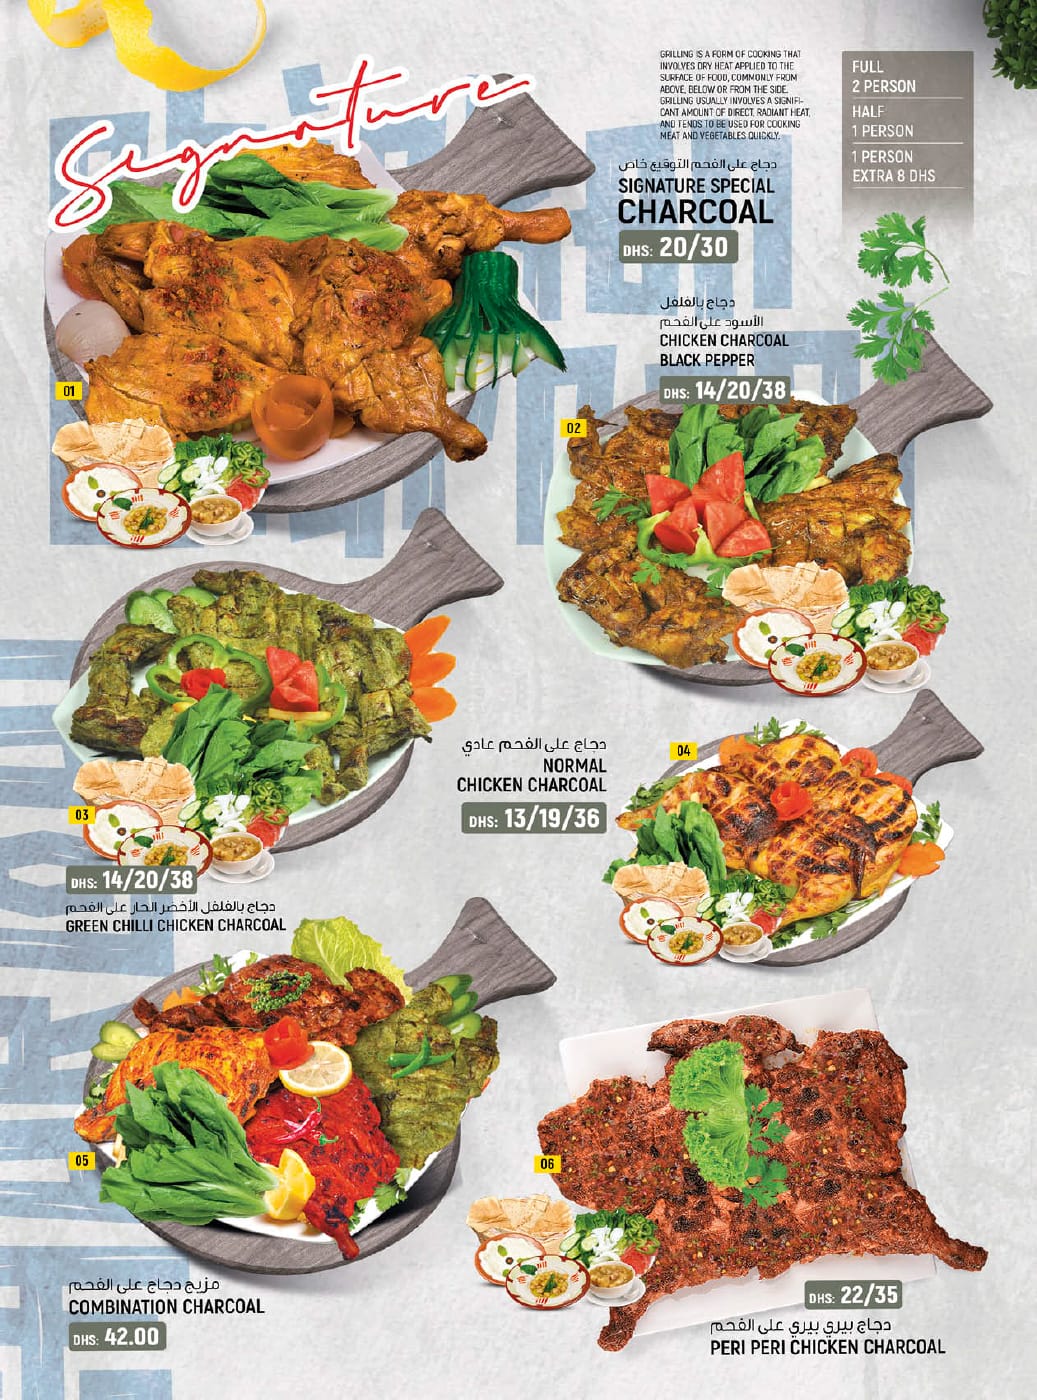 Signature
GRILLING IS A FORM OF COOKING THAT
INVOLVES DRY HEAT APPLIED TO THE
SURFACE OF FOOD, COMMONLY FROM
ABOVE, BELOW OR FROM THE SIDE.
GRILLING USUALLY INVOLVES A SIGNIFI-
CANT AMOUNT OF DIRECT, RADIANT HEAT,
AND TENDS TO BE USED FOR COOKING
MEAT AND VEGETABLES QUICKLY.
FULL
2 PERSON
HALF
1 PERSON
1 PERSON
EXTRA 8 DHS
دجاج على الفحم التوقيع خاص
SIGNATURE SPECIAL
CHARCOAL
DHS: 20/30
01
دجاج بالفلفل
الأسود على الفحم
CHICKEN CHARCOAL
BLACK PEPPER
DHS: 14/20/38
02
03
DHS: 14/20/38
دجاج بالفلفل الأخضر الحار على الفحم
GREEN CHILLI CHICKEN CHARCOAL
دجاج على الفحم عادي
NORMAL
CHICKEN CHARCOAL
DHS: 13/19/36
04
05
مزيج دجاج على الفحم
COMBINATION CHARCOAL
DHS: 42.00
06
DHS: 22/35
دجاج بيري بيري على الفحم
PERI PERI CHICKEN CHARCOAL